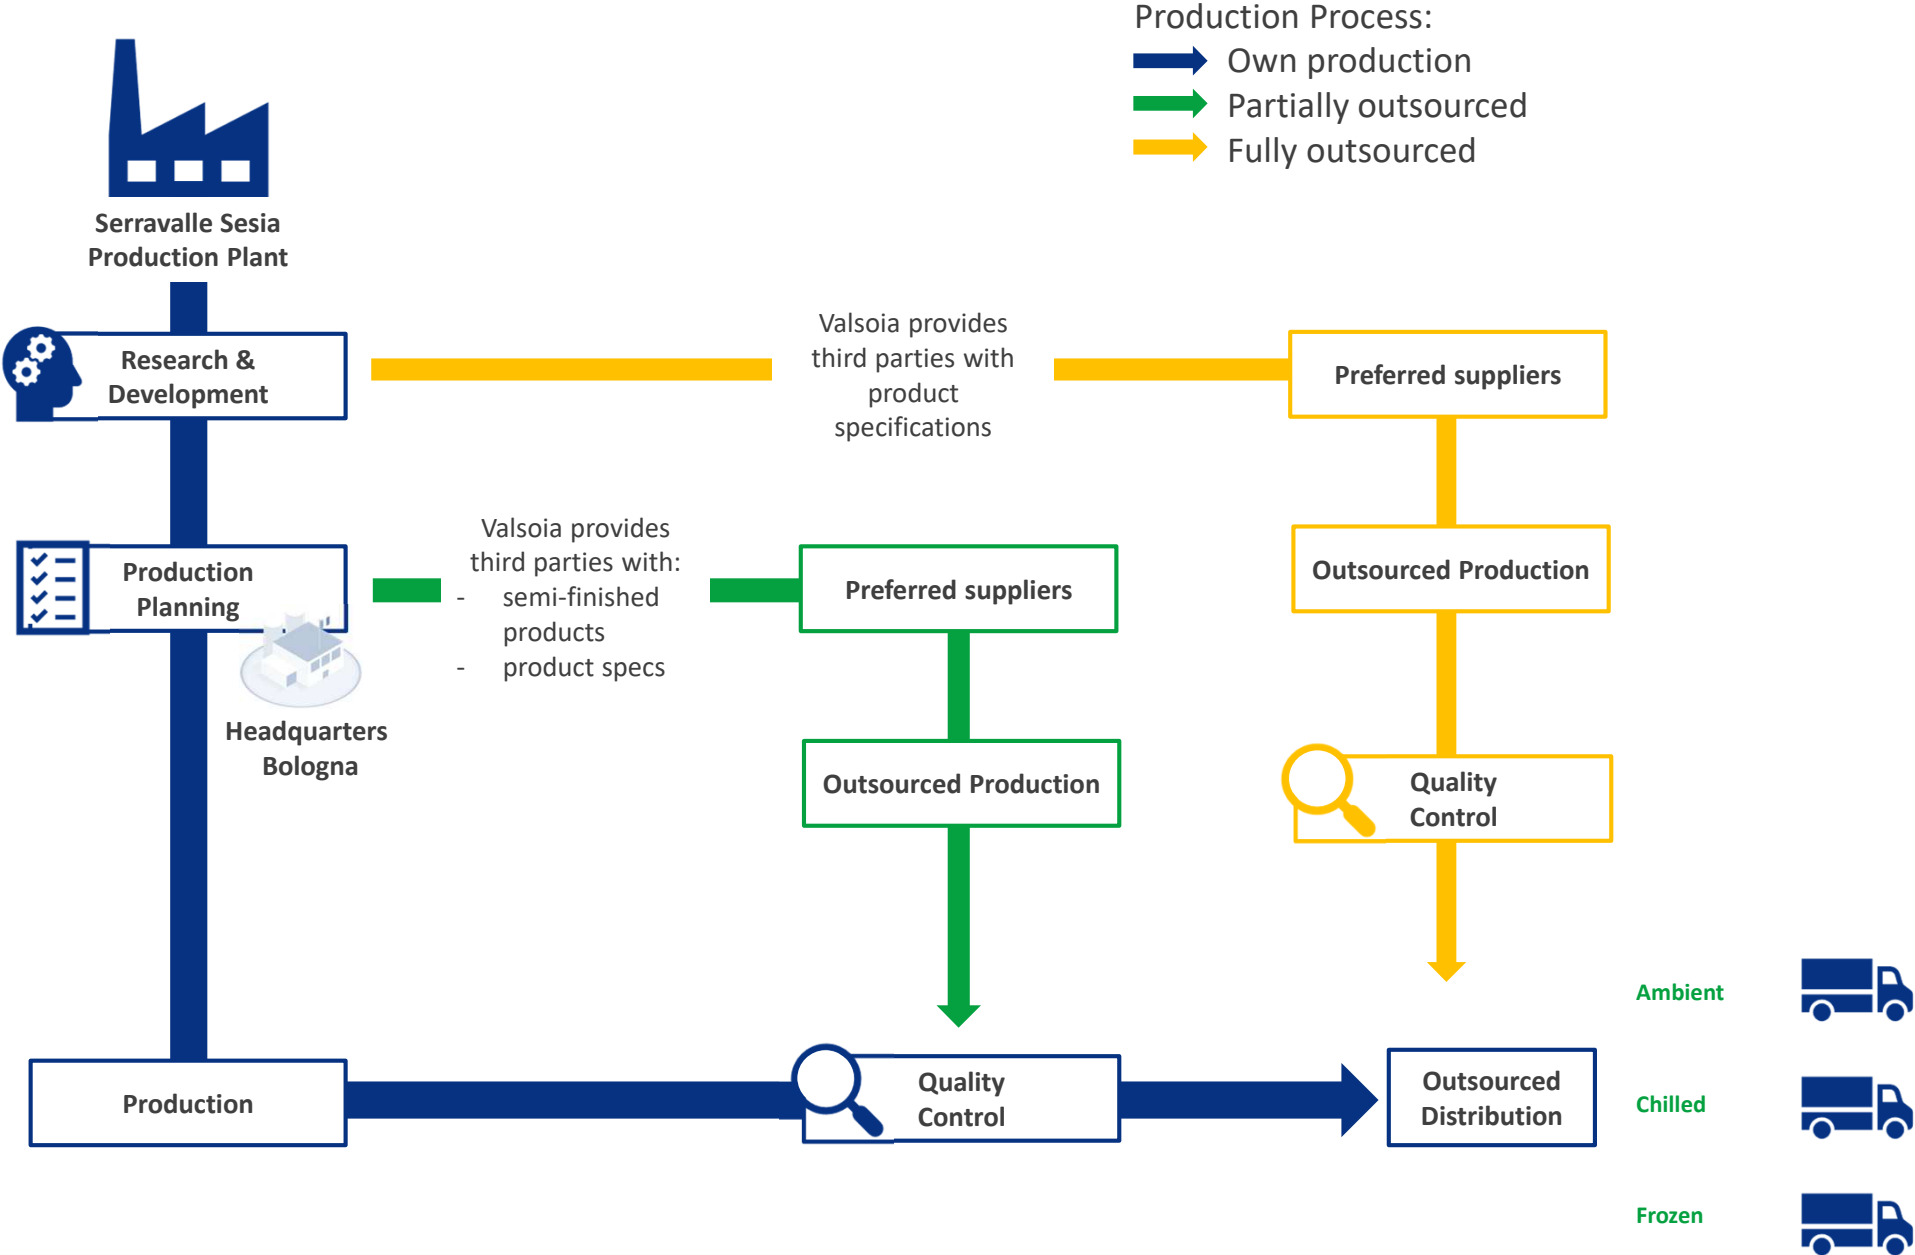 Production Process:
Own production
Partially outsourced
Fully outsourced
Serravalle Sesia
Production Plant
Research &
Development
Valsoia provides
third parties with
product
specifications
Preferred suppliers
Production
Planning
Headquarters
Bologna
Valsoia provides
third parties with:
- semi-finished
products
- product specs
Preferred suppliers
Outsourced Production
Outsourced Production
Quality
Control
Production
Quality
Control
Outsourced
Distribution
Ambient
Chilled
Frozen